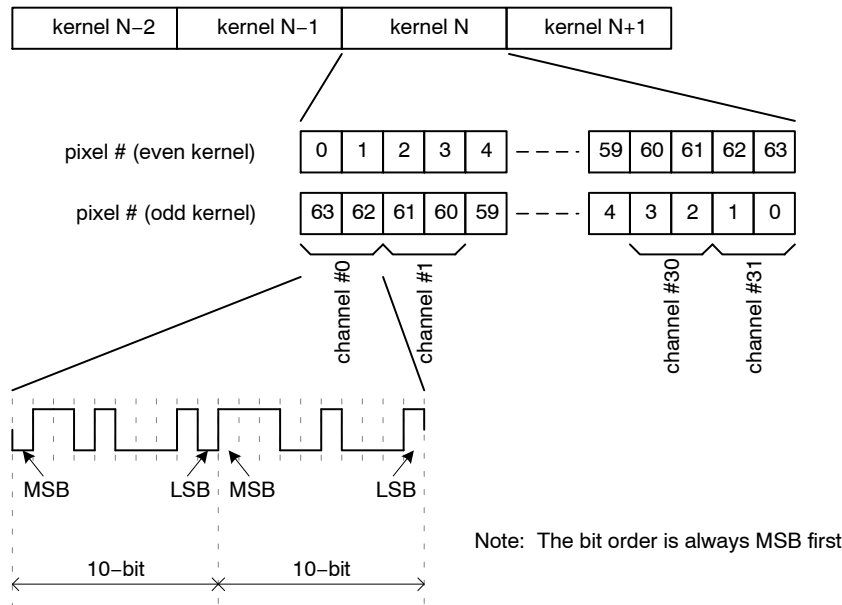 kernel N−2 kernel N−1 kernel N kernel N+1
pixel # (even kernel) 0 1 2 3 4 59 60 61 62 63
pixel # (odd kernel) 63 62 61 60 59 4 3 2 1 0
channel #0 channel #1 channel #30 channel #31
MSB LSB MSB LSB
Note: The bit order is always MSB first
10−bit 10−bit